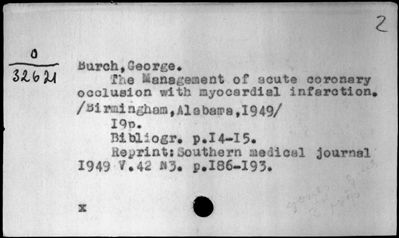 2
0
32621
Burch,George.
The Management of acute coronary
occlusion with myocardial infarction.
/Birmingham,Alabama,1949/
19p.
Bibliogr. p.14-15.
Reprint:Southern medical journal
1949 V.42 N3. p.186-193.
x